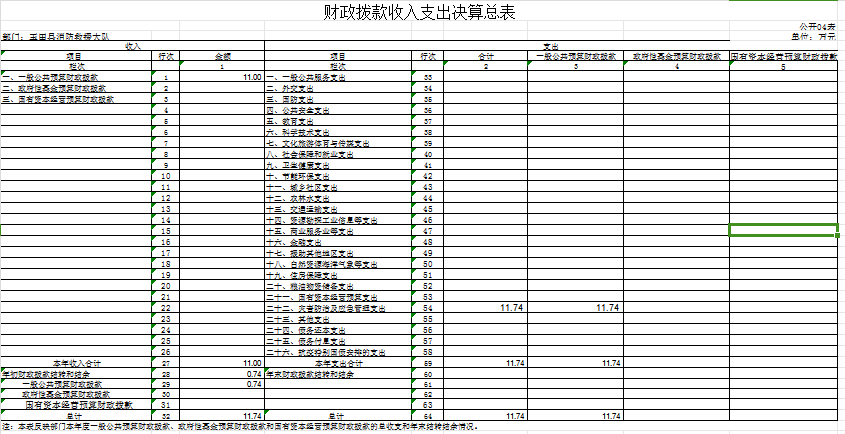 财政拨款收入支出决算总表
公开04表
部门：玉田县消防救援大队 单位：万元
收入 支出
项目 行次 金额 项目 行次 合计 一般公共预算财政拨款 政府性基金预算财政拨款 国有资本经营预算财政拨款
栏次 1 栏次 2 3 4 5
一、一般公共预算财政拨款 1 11.00 一、一般公共服务支出 33
二、政府性基金预算财政拨款 2 二、外交支出 34
三、国有资本经营预算财政拨款 3 三、国防支出 35
4 四、公共安全支出 36
5 五、教育支出 37
6 六、科学技术支出 38
7 七、文化旅游体育与传媒支出 39
8 八、社会保障和就业支出 40
9 九、卫生健康支出 41
10 十、节能环保支出 42
11 十一、城乡社区支出 43
12 十二、农林水支出 44
13 十三、交通运输支出 45
14 十四、资源勘探工业信息等支出 46
15 十五、商业服务业等支出 47
16 十六、金融支出 48
17 十七、援助其他地区支出 49
18 十八、自然资源海洋气象等支出 50
19 十九、住房保障支出 51
20 二十、粮油物资储备支出 52
21 二十一、国有资本经营预算支出 53
22 二十二、灾害防治及应急管理支出 54 11.74 11.74
23 二十三、其他支出 55
24 二十四、债务还本支出 56
25 二十五、债务付息支出 57
26 二十六、抗疫特别国债安排的支出 58
本年收入合计 27 11.00 本年支出合计 59 11.74 11.74
年初财政拨款结转和结余 28 0.74 年末财政拨款结转和结余 60
一般公共预算财政拨款 29 0.74 61
政府性基金预算财政拨款 30 62
国有资本经营预算财政拨款 31 63
总计 32 11.74 总计 64 11.74 11.74
注：本表反映部门本年度一般公共预算财政拨款、政府性基金预算财政拨款和国有资本经营预算财政拨款的总收支和年末结转结余情况。